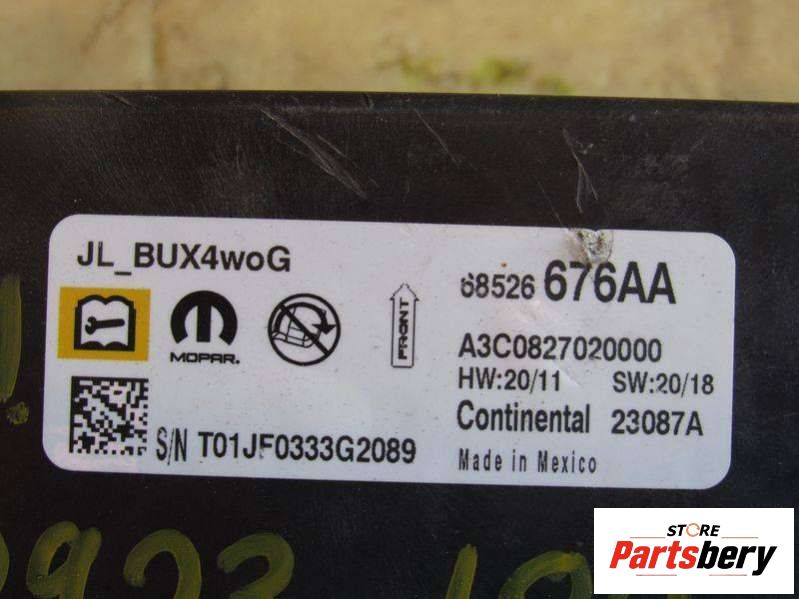 JL_BUX4woG
68526 676AA
MOPAR.
FRONT
A3C0827020000
HW:20/11 SW:20/18
Continental 23087A
S/N T01JF0333G2089
Made in Mexico
STORE
Partsbery